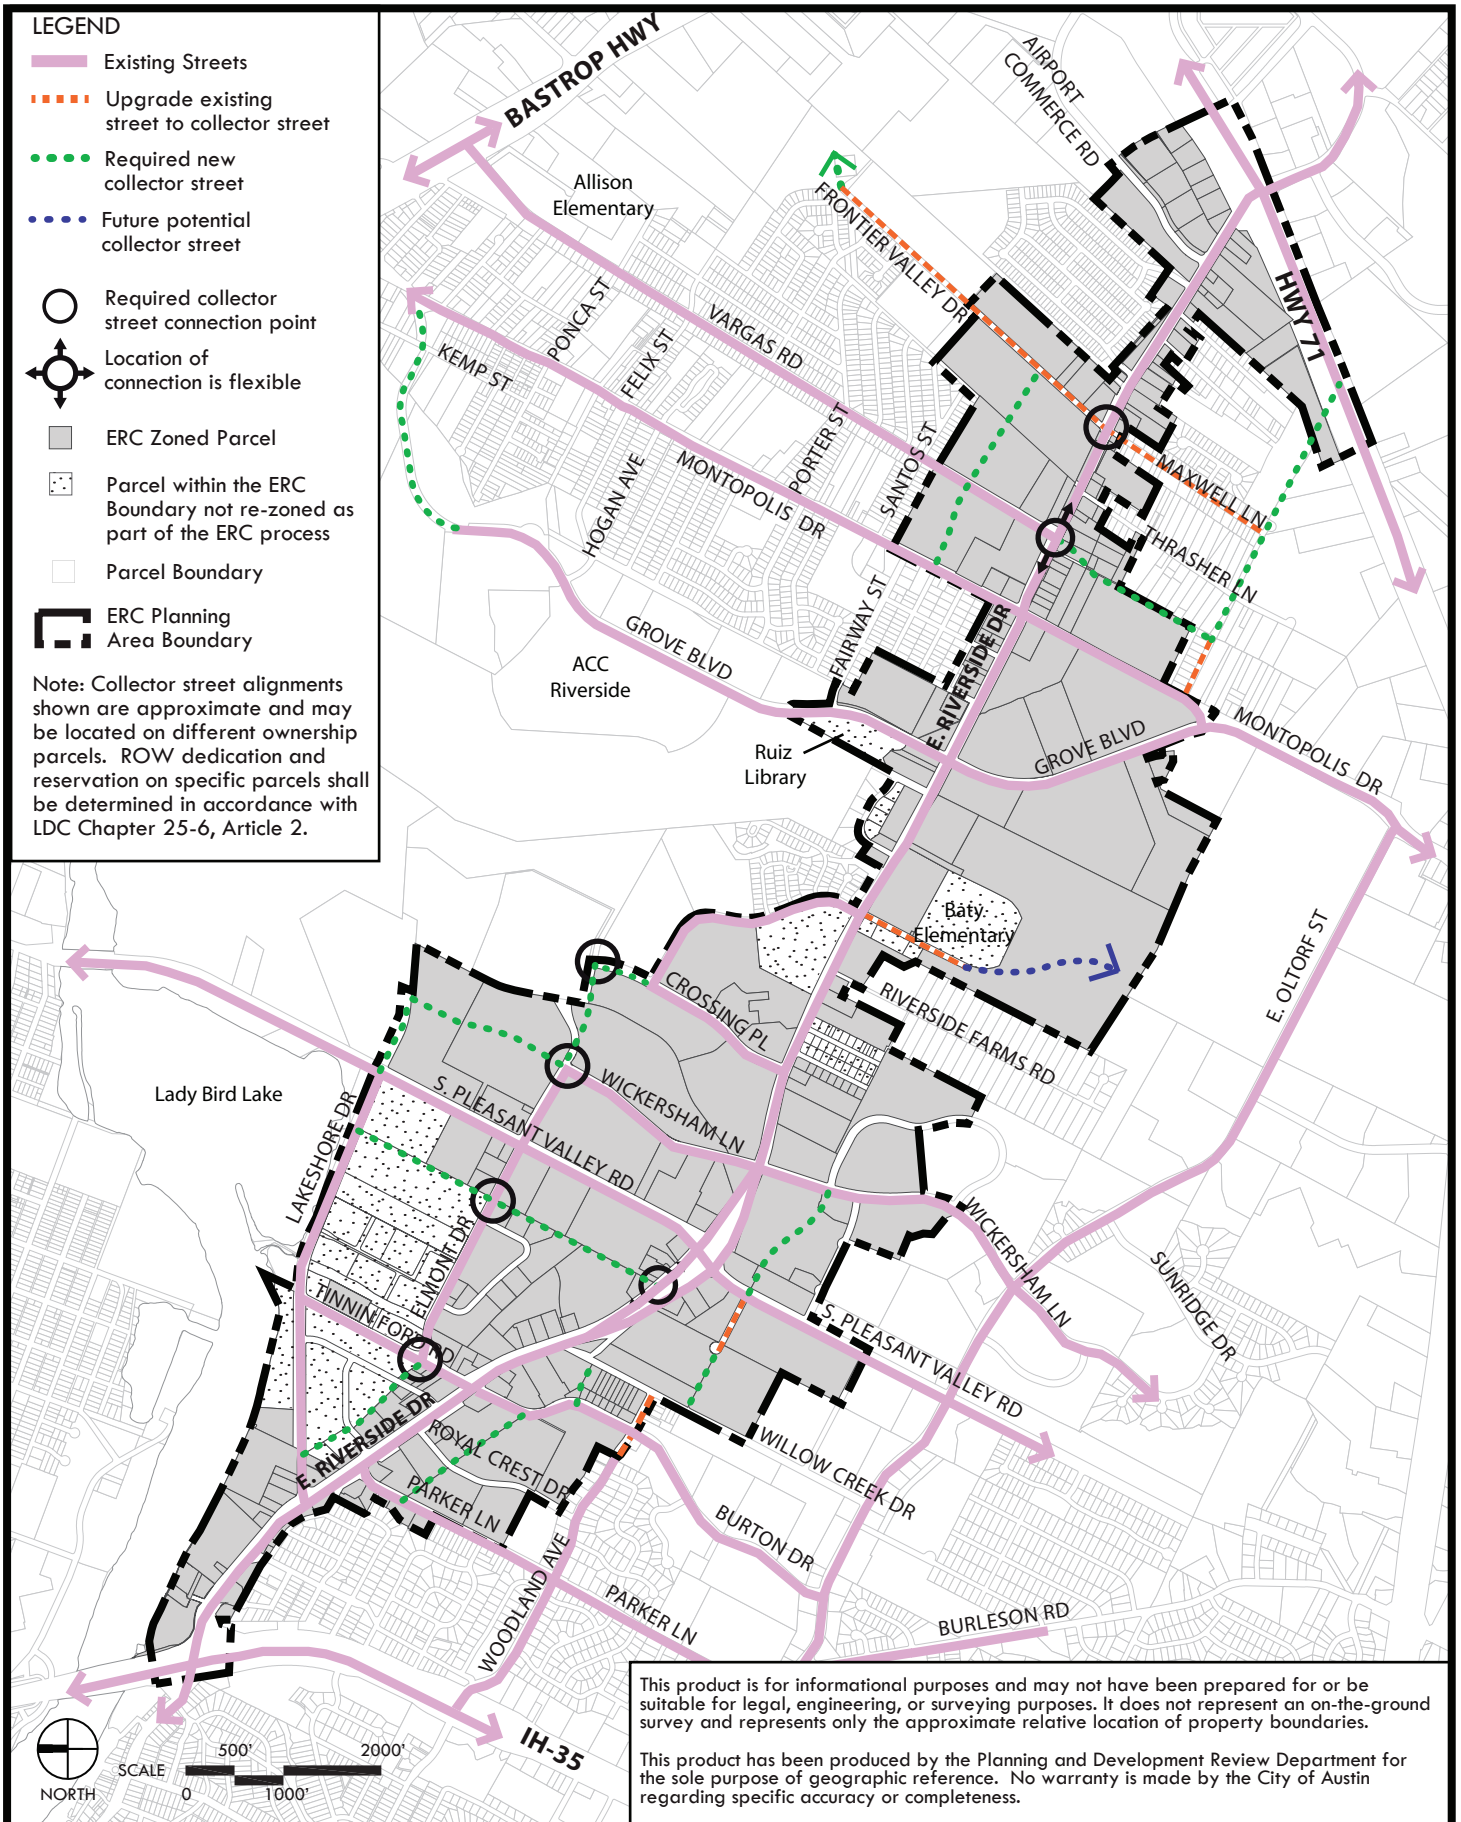 LEGEND
Existing Streets
Upgrade existing
street to collector street
Required new
collector street
Future potential
collector street
Required collector
street connection point
Location of
connection is flexible
ERC Zoned Parcel
Parcel within the ERC
Boundary not re-zoned as
part of the ERC process
Parcel Boundary
ERC Planning
Area Boundary
Note: Collector street alignments
shown are approximate and may
be located on different ownership
parcels.  ROW dedication and
reservation on specific parcels shall
be determined in accordance with
LDC Chapter 25-6, Article 2.
BASTROP HWY
AIRPORT
COMMERCE RD
Allison
Elementary
FRONTIER VALLEY DR
HWY 71
PONCA ST
VARGAS RD
KEMP ST
FELIX ST
PORTER ST
SANTOS ST
MONTOPOLIS DR
HOGAN AVE
MAXWELL LN
THRASHER LN
FAIRWAY ST
GROVE BLVD
ACC
Riverside
E. RIVERSIDE DR
Ruiz
Library
GROVE BLVD
MONTOPOLIS DR
Baty
Elementary
E. OLTORF ST
CROSSING PL
RIVERSIDE FARMS RD
Lady Bird Lake
LAKESHORE DR
S. PLEASANT VALLEY RD
WICKERSHAM LN
ELMONT DR
WICKERSHAM LN
SUNRIDGE DR
TINNIN FORD RD
S. PLEASANT VALLEY RD
E. RIVERSIDE DR
ROYAL CREST DR
PARKER LN
WILLOW CREEK DR
BURTON DR
WOODLAND AVE
PARKER LN
BURLESON RD
IH-35
NORTH
SCALE
500'
2000'
0
1000'
This product is for informational purposes and may not have been prepared for or be
suitable for legal, engineering, or surveying purposes. It does not represent an on-the-ground
survey and represents only the approximate relative location of property boundaries.
This product has been produced by the Planning and Development Review Department for
the sole purpose of geographic reference.  No warranty is made by the City of Austin
regarding specific accuracy or completeness.